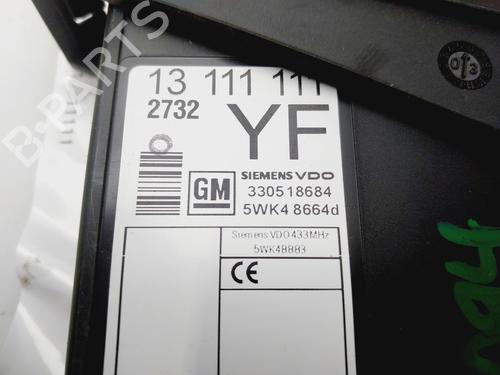 13 111 111
2732
YF
GM
SIEMENS VDO
330518684
5WK4 8664d
Siemens VDO 433MHz
5WK48883
CE
B-PARTS